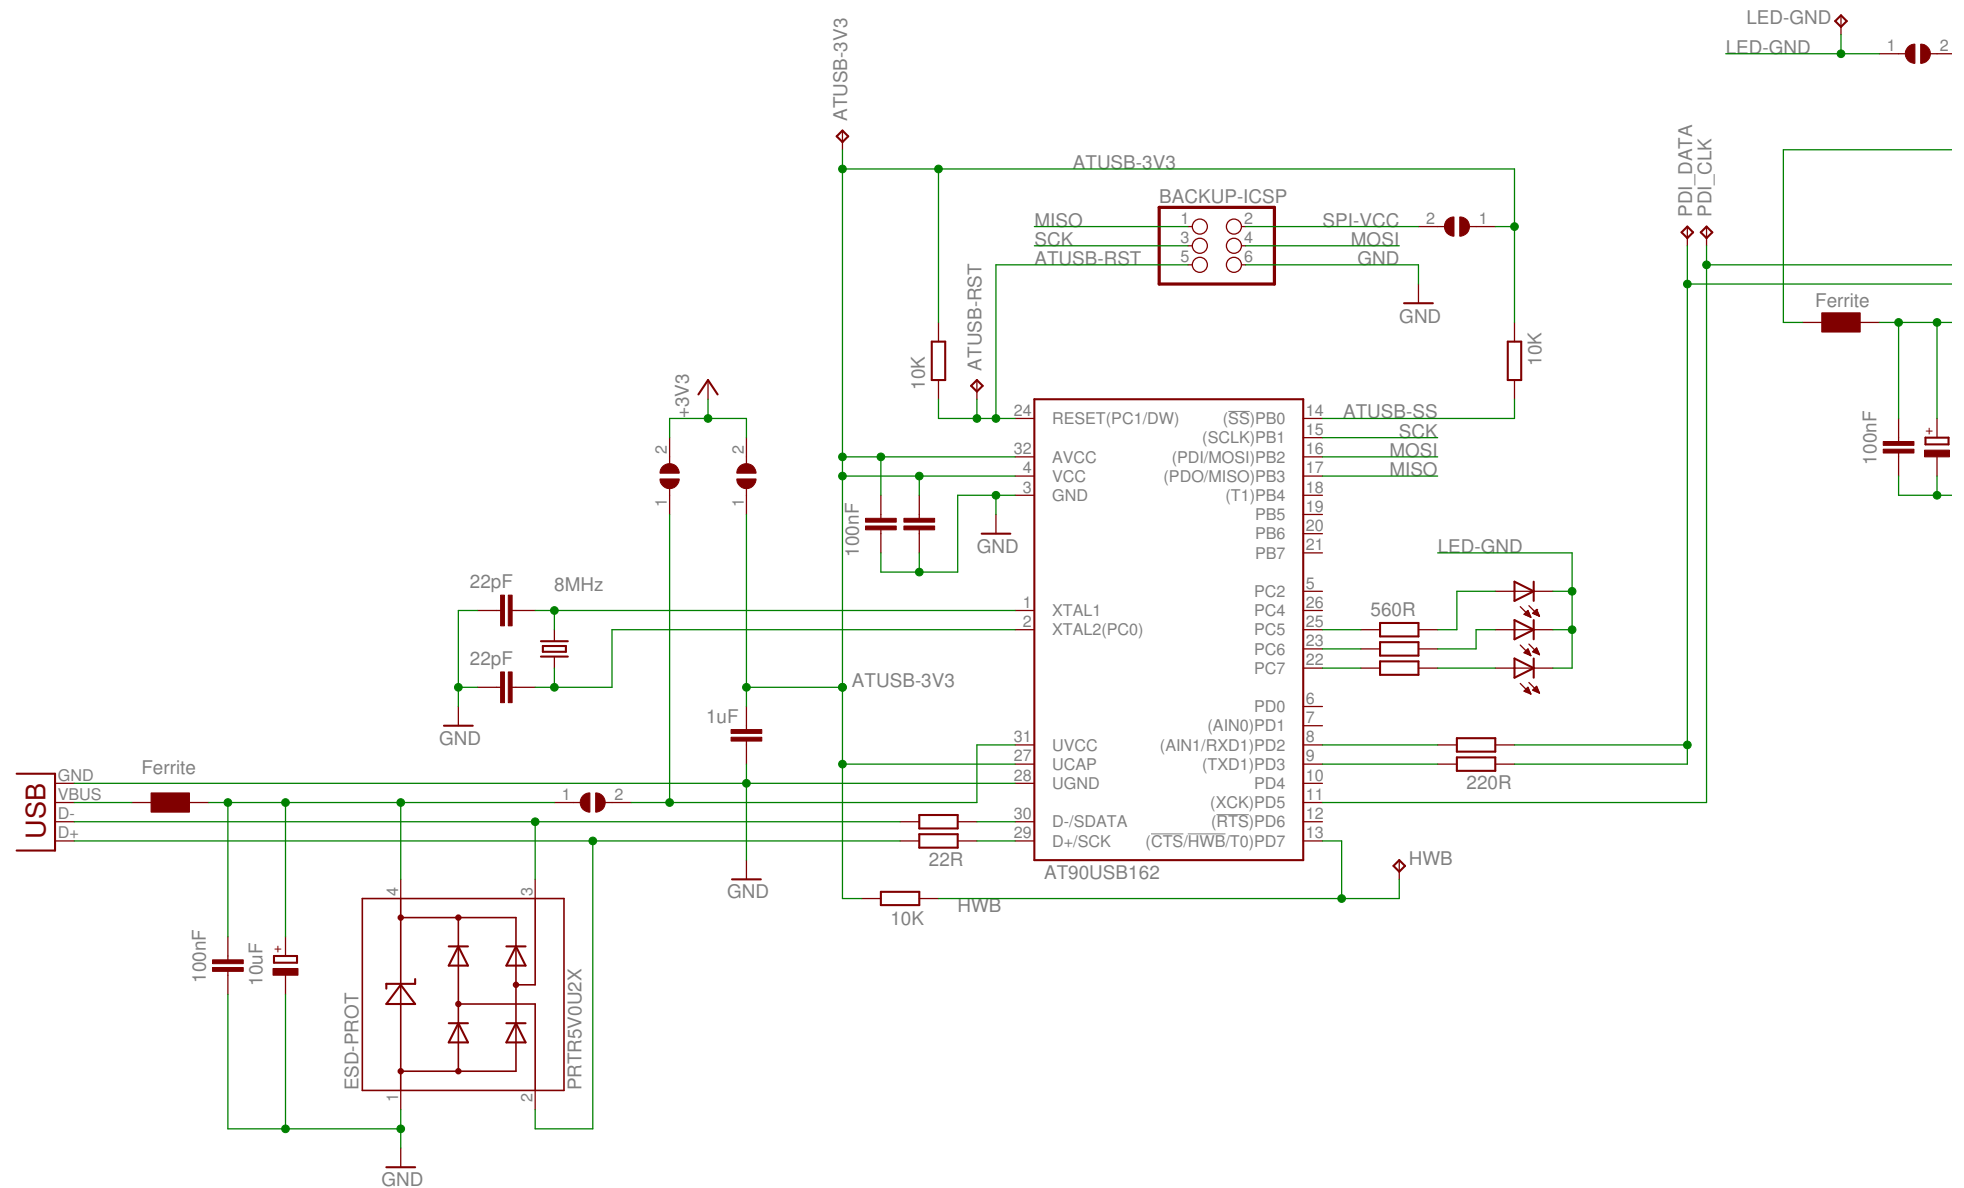 LED-GND
LED-GND
1 2
ATUSB-3V3
PDI_DATA
PDI_CLK
ATUSB-3V3
BACKUP-ICSP
MISO 1 2 SPI-VCC 2 1
SCK 3 4 MOSI
ATUSB-RST 5 6 GND
GND
ATUSB-RST
10K
10K
Ferrite
100nF
+
+3V3
2 2
1 1
24 RESET(PC1/DW) (SS)PB0 14 ATUSB-SS
(SCLK)PB1 15 SCK
32 AVCC (PDI/MOSI)PB2 16 MOSI
4 VCC (PDO/MISO)PB3 17 MISO
3 GND (T1)PB4 18
PB5 19
PB6 20
PB7 21
100nF
GND
LED-GND
22pF 8MHz
PC2 5
1 XTAL1 PC4 26
2 XTAL2(PC0) PC5 25
560R
PC6 23
PC7 22
22pF
GND
ATUSB-3V3
1uF
PD0 6
(AIN0)PD1 7
31 UVCC (AIN1/RXD1)PD2 8
27 UCAP (TXD1)PD3 9
28 UGND PD4 10
220R
(XCK)PD5 11
30 D-/SDATA (RTS)PD6 12
29 D+/SCK (CTS/HWB/T0)PD7 13
22R
AT90USB162
HWB
USB
GND
VBUS
D-
D+
Ferrite
1 2
GND
10K
HWB
100nF
10uF
+
4 3
ESD-PROT
PRTR5V0U2X
1 2
GND